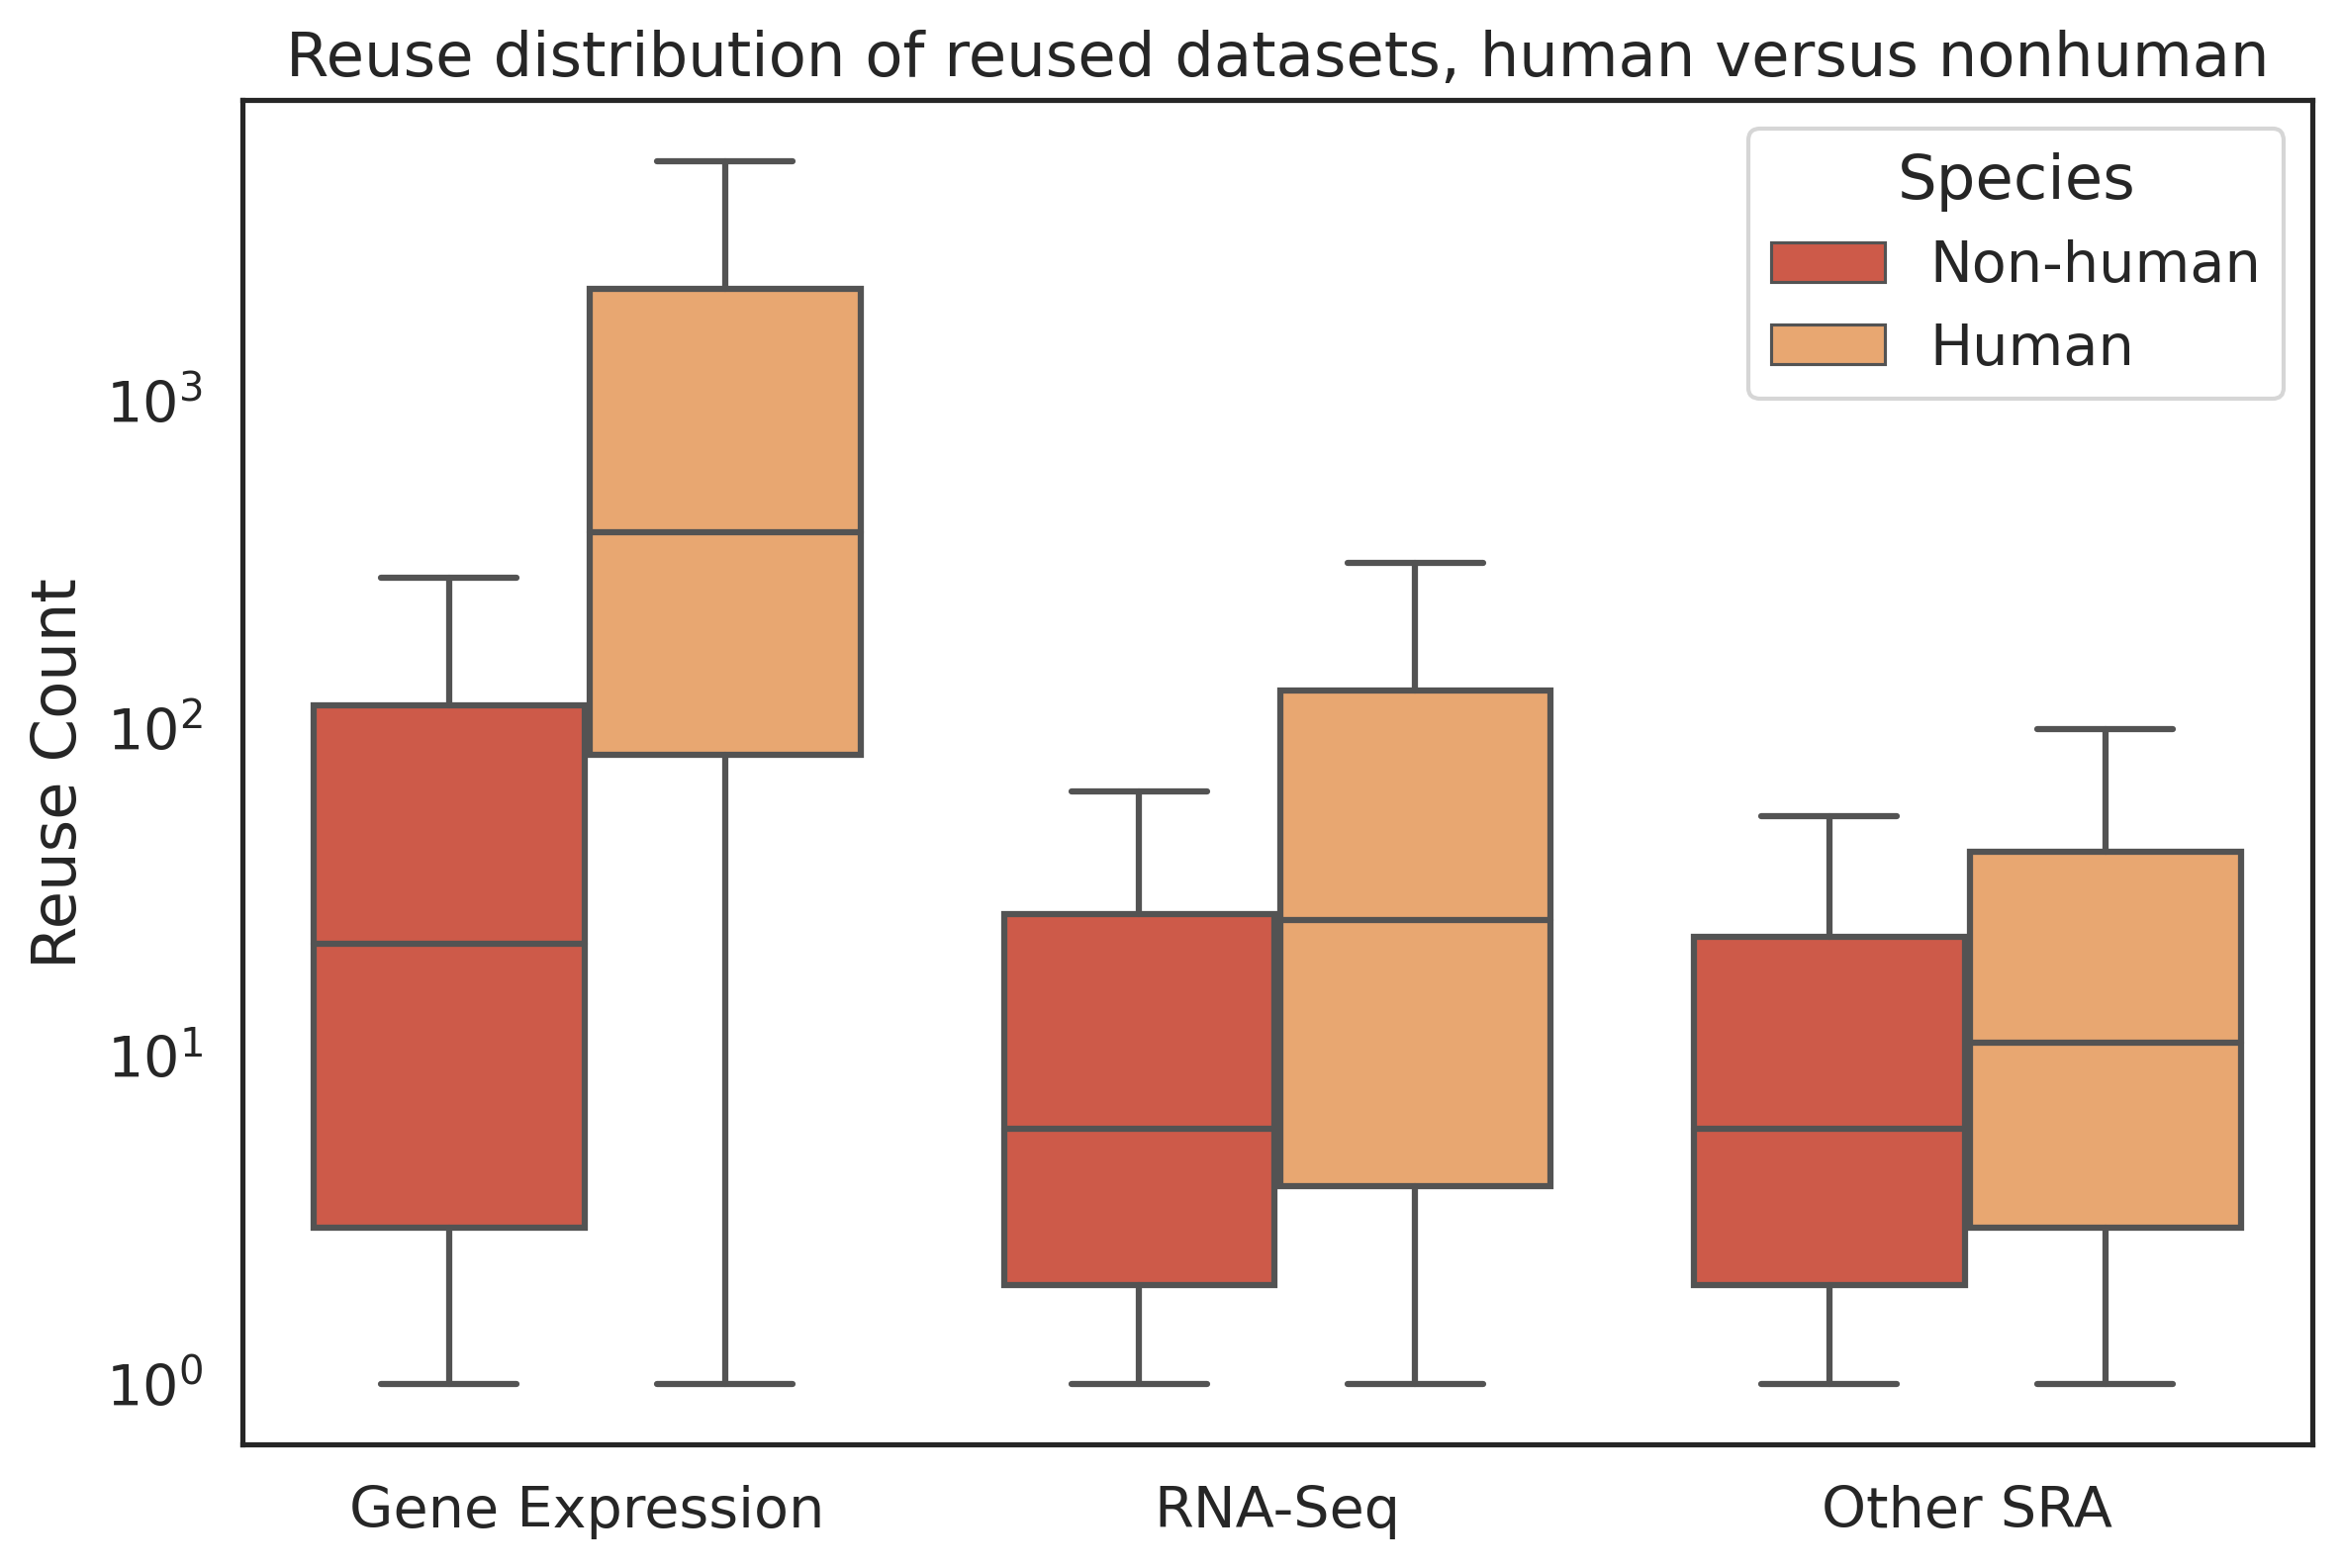 Reuse distribution of reused datasets, human versus nonhuman
Species
Non-human
Human
Reuse Count
10³
10²
10¹
10⁰
Gene Expression
RNA-Seq
Other SRA